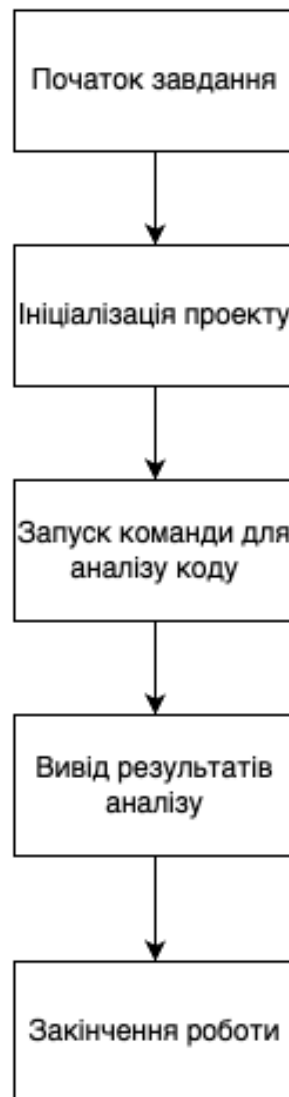 Початок завдання
Ініціалізація проекту
Запуск команди для
аналізу коду
Вивід результатів
аналізу
Закінчення роботи